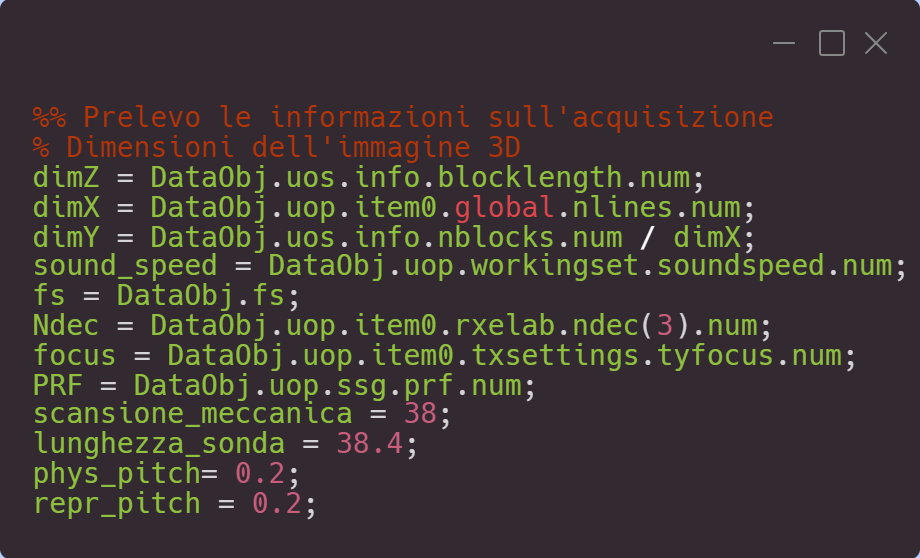 %% Prelevo le informazioni sull'acquisizione
% Dimensioni dell'immagine 3D
dimZ = DataObj.uos.info.blocklength.num;
dimX = DataObj.uop.item0.global.nlines.num;
dimY = DataObj.uos.info.nblocks.num / dimX;
sound_speed = DataObj.uop.workingset.soundspeed.num;
fs = DataObj.fs;
Ndec = DataObj.uop.item0.rxelab.ndec(3).num;
focus = DataObj.uop.item0.txsettings.tyfocus.num;
PRF = DataObj.uop.ssg.prf.num;
scansione_meccanica = 38;
lunghezza_sonda = 38.4;
phys_pitch= 0.2;
repr_pitch = 0.2;